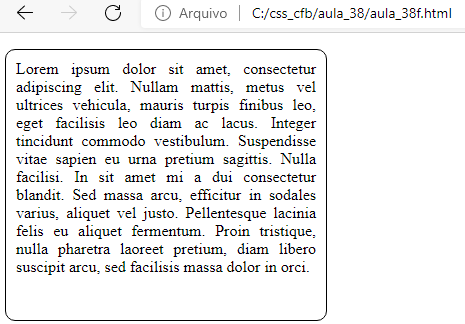 Arquivo | C:/css_cfb/aula_38/aula_38f.html
Lorem ipsum dolor sit amet, consectetur
adipiscing elit. Nullam mattis, metus vel
ultrices vehicula, mauris turpis finibus leo,
eget facilisis leo diam ac lacus. Integer
tincidunt commodo vestibulum. Suspendisse
vitae sapien eu urna pretium sagittis. Nulla
facilisi. In sit amet mi a dui consectetur
blandit. Sed massa arcu, efficitur in sodales
varius, aliquet vel justo. Pellentesque lacinia
felis eu aliquet fermentum. Proin tristique,
nulla pharetra laoreet pretium, diam libero
suscipit arcu, sed facilisis massa dolor in orci.